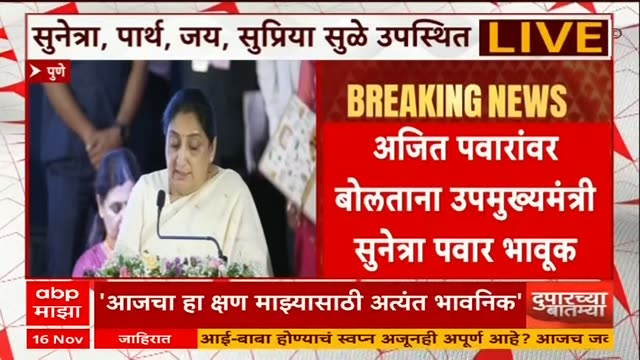 सुनेत्रा, पार्थ, जय, सुप्रिया सुळे उपस्थित LIVE
पुणे
BREAKING NEWS
अजित पवारांवर
बोलताना उपमुख्यमंत्री
सुनेत्रा पवार भावूक
abp माझा
'आजचा हा क्षण माझ्यासाठी अत्यंत भावनिक'
दुपारच्या
बातम्या
16 Nov जाहिरात आई-बाबा होण्याचं स्वप्न अजूनही अपूर्ण आहे? आजच जव